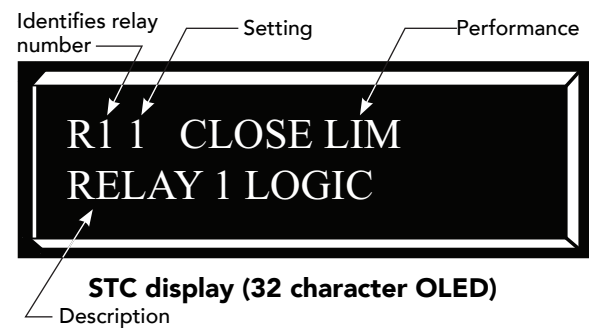 Identifies relay
number
Setting
Performance
R1 1 CLOSE LIM
RELAY 1 LOGIC
STC display (32 character OLED)
Description